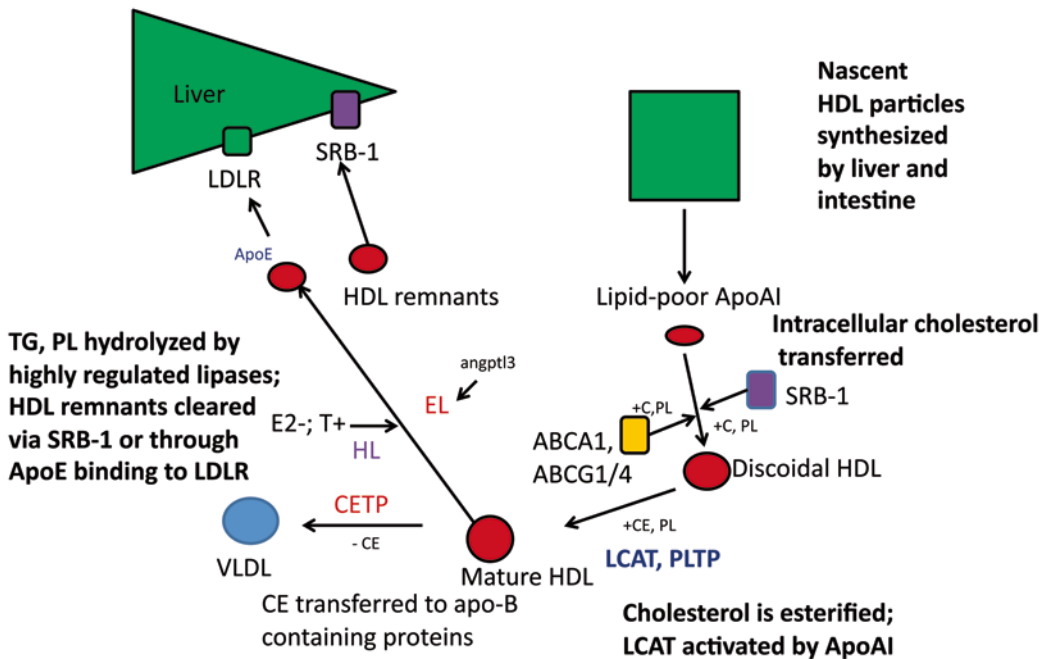 Liver
SRB-1
LDLR
ApoE
HDL remnants
Nascent
HDL particles
synthesized
by liver and
intestine
Lipid-poor ApoAI
Intracellular cholesterol
transferred
SRB-1
+C,PL
+C, PL
ABCA1,
ABCG1/4
Discoidal HDL
TG, PL hydrolyzed by
highly regulated lipases;
HDL remnants cleared
via SRB-1 or through
ApoE binding to LDLR
angptl3
EL
E2-; T+
HL
CETP
- CE
VLDL
Mature HDL
+CE, PL
LCAT, PLTP
CE transferred to apo-B
containing proteins
Cholesterol is esterified;
LCAT activated by ApoAI